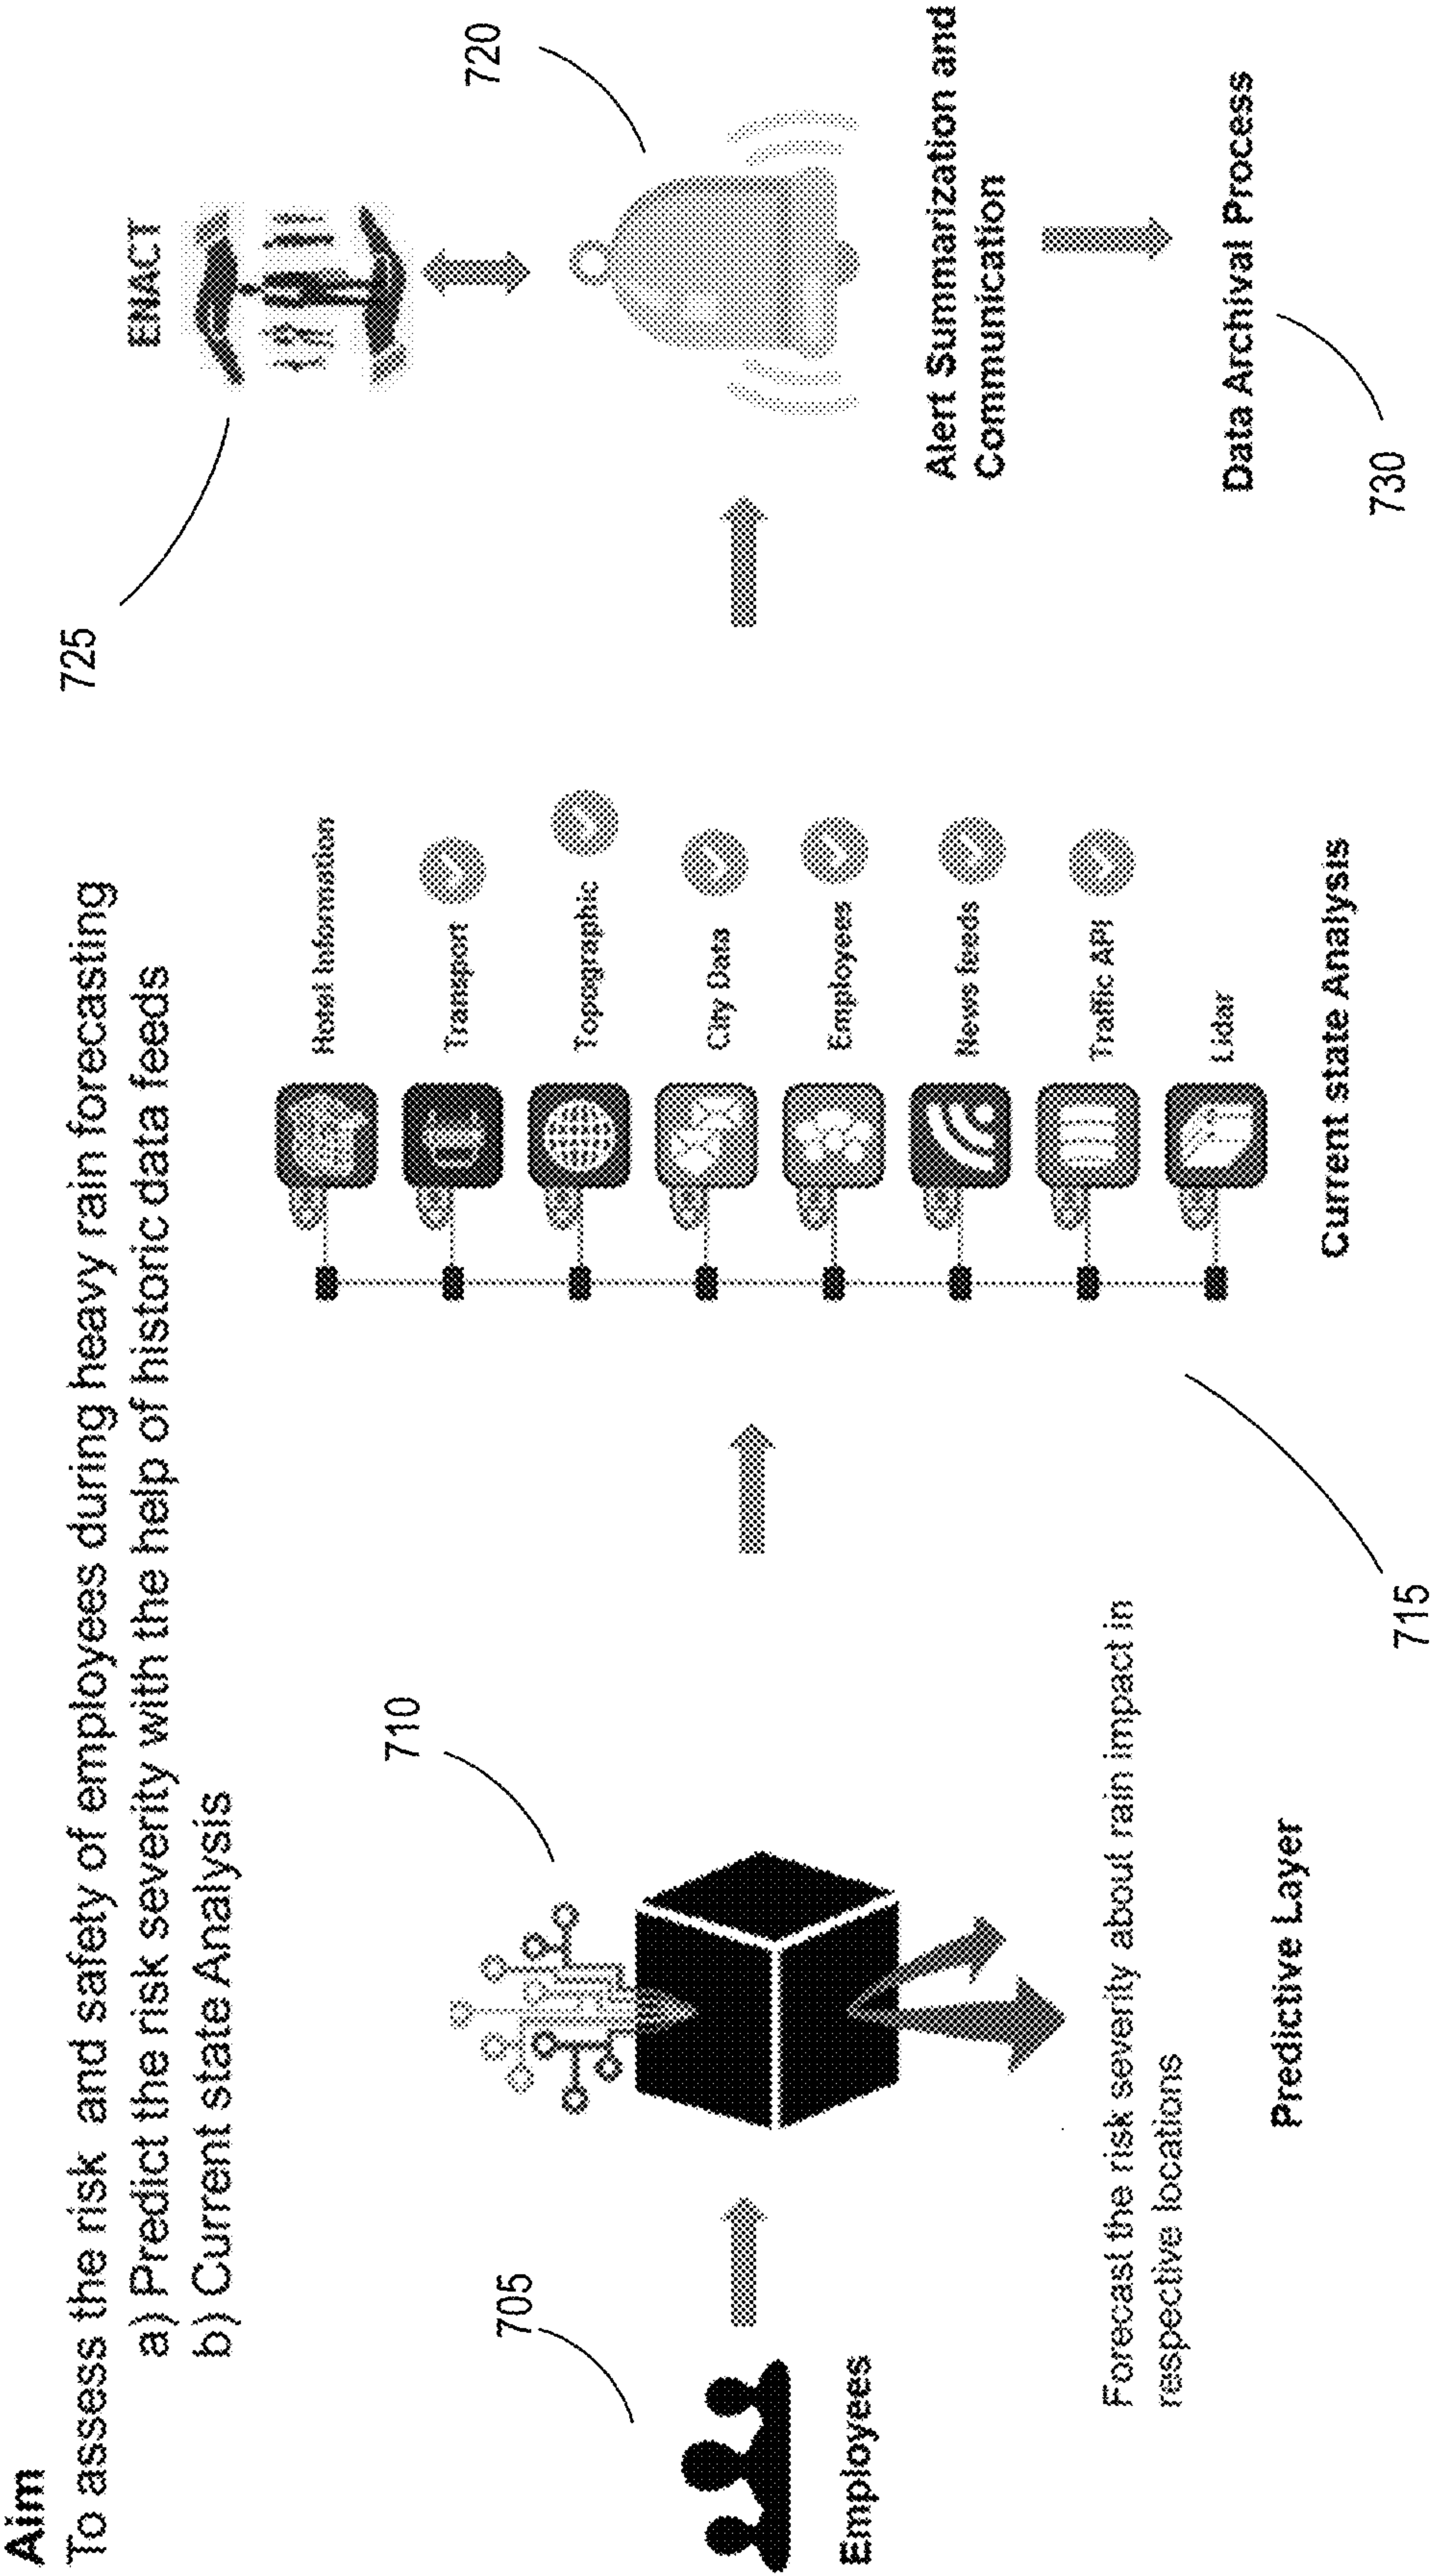 Aim
To assess the risk and safety of employees during heavy rain forecasting
a) Predict the risk severity with the help of historic data feeds
b) Current state Analysis
705
Employees
710
Forecast the risk severity about rain impact in
respective locations
Predictive Layer
Hotel Information
Transport
Topographic
City Data
Employees
News feeds
Traffic API
Lidar
Current state Analysis
715
725
ENACT
720
Alert Summarization and
Communication
Data Archival Process
730